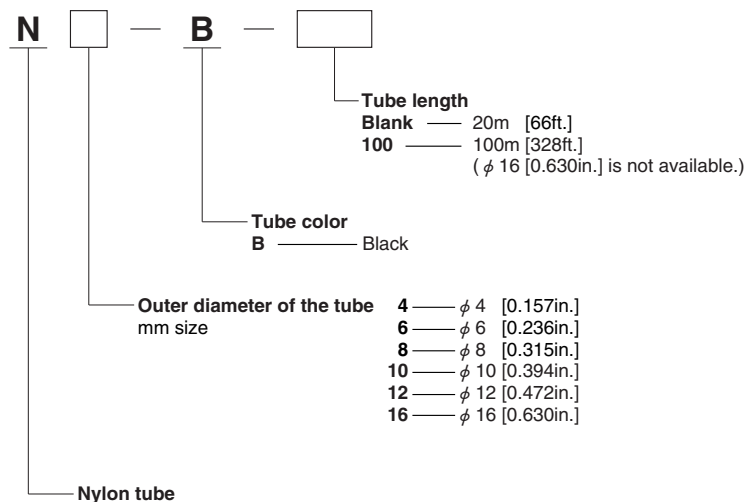 N — B —
Tube length
Blank 20m [66ft.]
100 100m [328ft.]
( φ 16 [0.630in.] is not available.)
Tube color
B Black
Outer diameter of the tube 4 φ 4 [0.157in.]
mm size 6 φ 6 [0.236in.]
8 φ 8 [0.315in.]
10 φ 10 [0.394in.]
12 φ 12 [0.472in.]
16 φ 16 [0.630in.]
Nylon tube